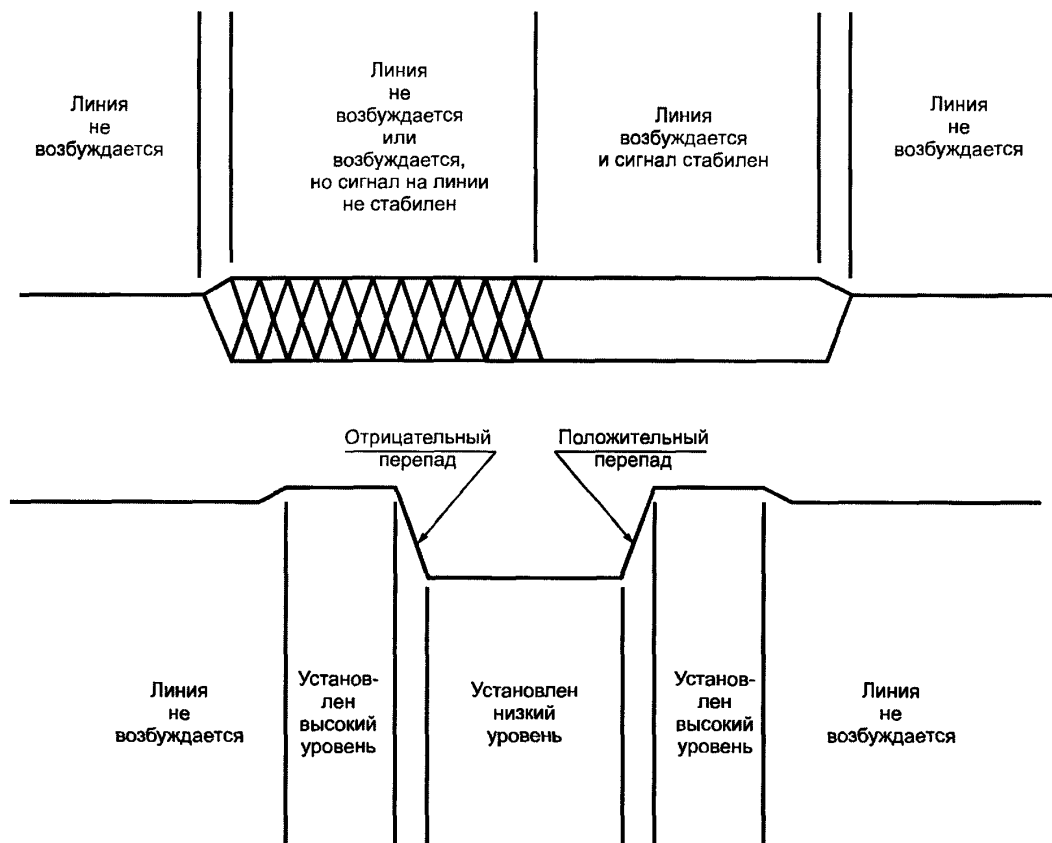 Линия
не
возбуждается
Линия
не
возбуждается
или
возбуждается,
но сигнал на линии
не стабилен
Линия
возбуждается
и сигнал стабилен
Линия
не
возбуждается
Отрицательный
перепад
Положительный
перепад
Линия
не
возбуждается
Установ-
лен
высокий
уровень
Установлен
низкий
уровень
Установ-
лен
высокий
уровень
Линия
не
возбуждается